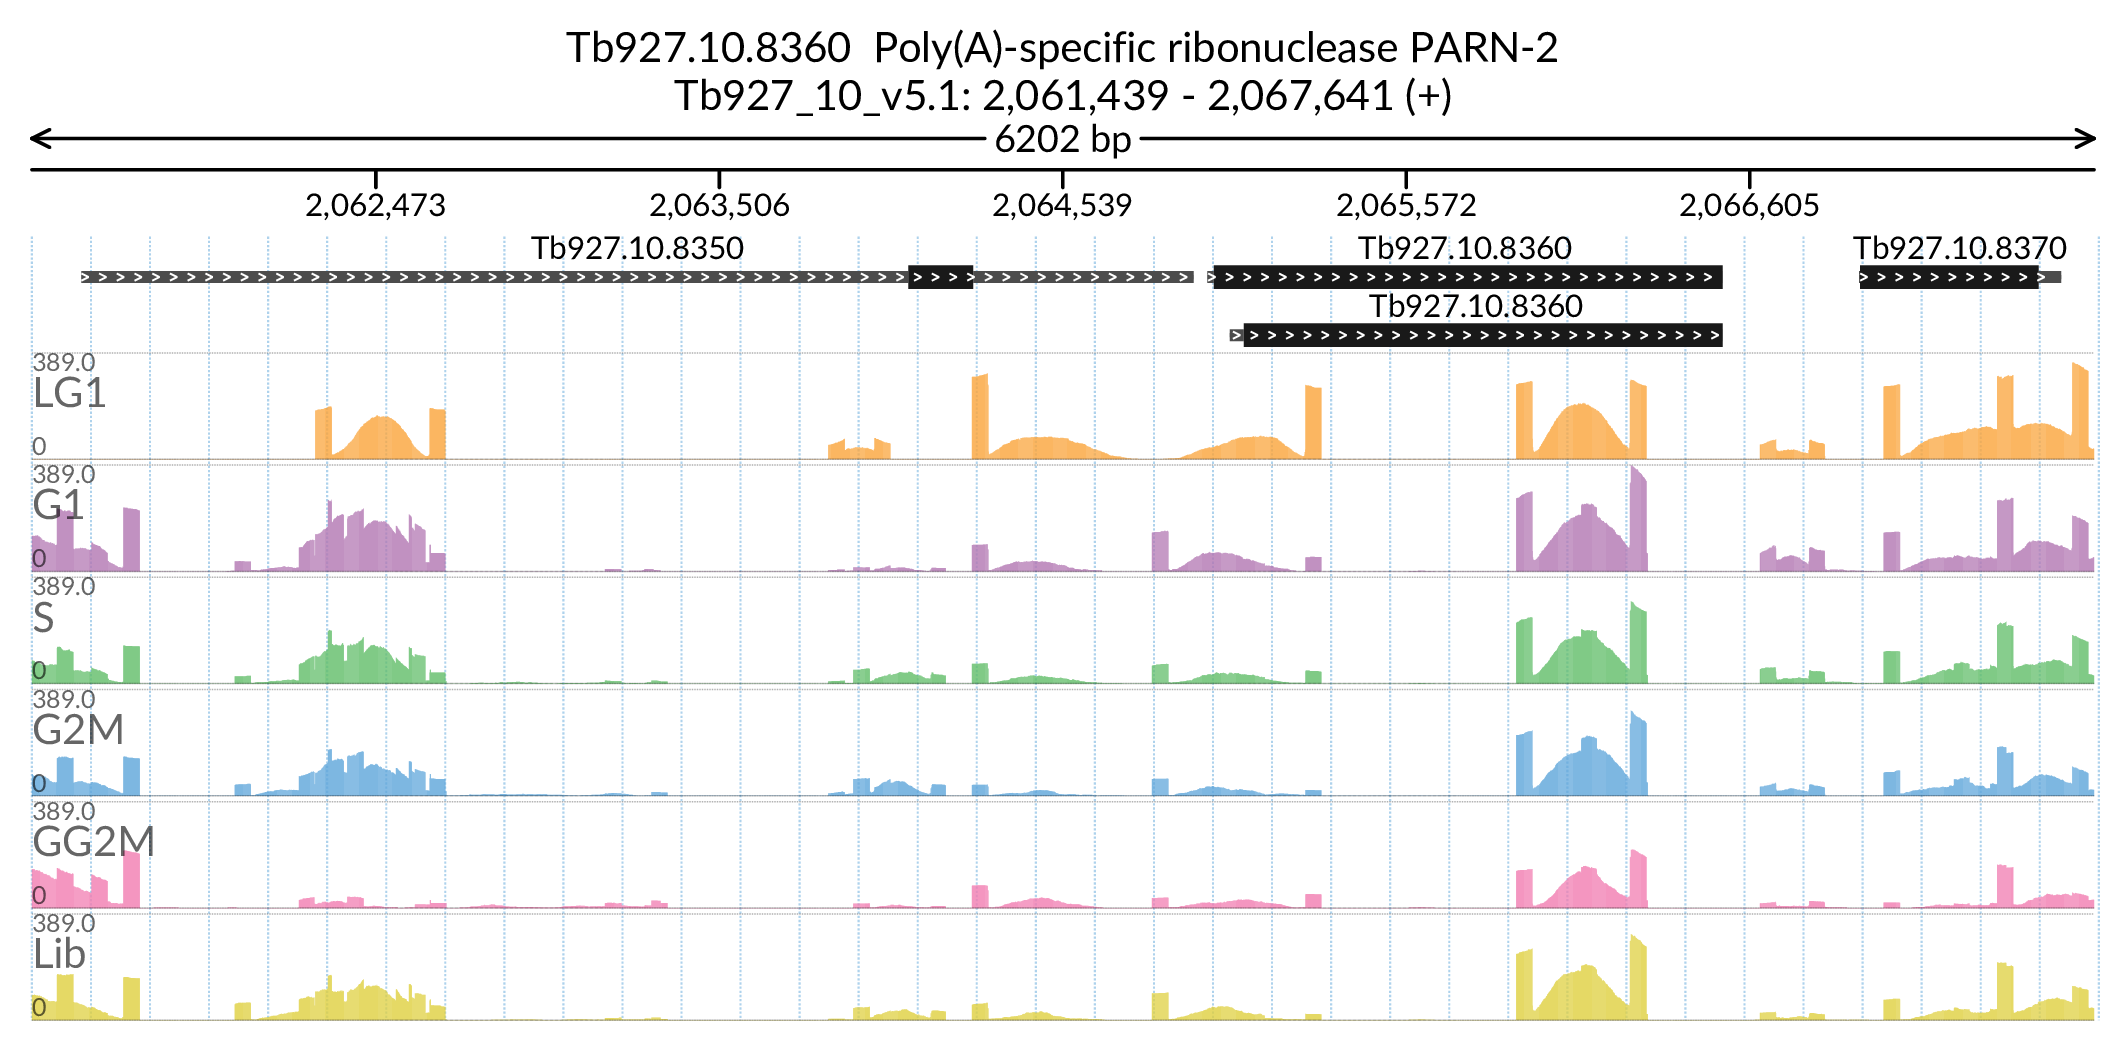 Tb927.10.8360  Poly(A)-specific ribonuclease PARN-2
Tb927_10_v5.1: 2,061,439 - 2,067,641 (+)
6202 bp
2,062,473 2,063,506 2,064,539 2,065,572 2,066,605
Tb927.10.8350 Tb927.10.8360 Tb927.10.8370
Tb927.10.8360
389.0
LG1
0
389.0
G1
0
389.0
S
0
389.0
G2M
0
389.0
GG2M
0
389.0
Lib
0